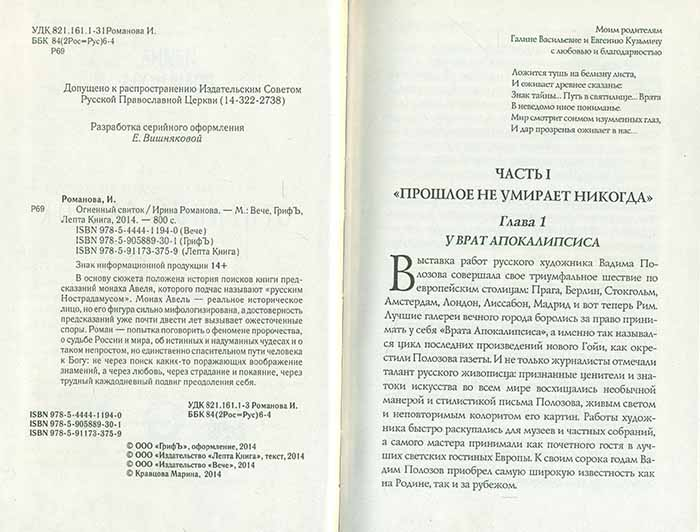 УДК 821.161.1-31Романова И.
ББК 84(2Рос=Рус)6-4
Р69
Допущено к распространению Издательским Советом
Русской Православной Церкви (14-322-2738)
Разработка серийного оформления
Е. Вишняковой
Романова, И.
Р69 Огненный свиток / Ирина Романова. — М.: Вече, ГрифЪ,
Лепта Книга, 2014. — 800 с.
ISBN 978-5-4444-1194-0 (Вече)
ISBN 978-5-905889-30-1 (ГрифЪ)
ISBN 978-5-91173-375-9 (Лепта Книга)
Знак информационной продукции 14+
В основу сюжета положена история поисков книги пред-
сказаний монаха Авеля, которого подчас называют «русским
Нострадамусом». Монах Авель — реальное историческое
лицо, но его фигура сильно мифологизирована, а достоверность
предсказаний уже почти двести лет вызывает ожесточенные
споры. Роман — попытка поговорить о феномене пророчества,
о судьбе России и мира, об истинных и надуманных чудесах и о
таком непростом, но единственно спасительном пути человека
к Богу: не через поиск каких-то поражающих воображение
знамений, а через любовь, через страдание и покаяние, через
трудный каждодневный подвиг преодоления себя.
УДК 821.161.1-3 Романова И.
ББК 84(2Рос=Рус)6-4
ISBN 978-5-4444-1194-0
ISBN 978-5-905889-30-1
ISBN 978-5-91173-375-9
© ООО «ГрифЪ», оформление, 2014
© ООО «Издательство «Лепта Книга», текст, 2014
© ООО «Издательство «Вече», 2014
© Кравцова Марина, 2014
Моим родителям
Галине Васильевне и Евгению Кузьмичу
с любовью и благодарностью
Ложится тушь на белизну листа,
И оживает древнее сказанье:
Знак тайны... Путь в святилище... Врата
В неведомо иное пониманье.
Мир смотрит сонмом изумленных глаз,
И дар прозренья оживает в нас...
ЧАСТЬ I
«ПРОШЛОЕ НЕ УМИРАЕТ НИКОГДА»
Глава 1
У ВРАТ АПОКАЛИПСИСА
Выставка работ русского художника Вадима По-
лозова совершала свое триумфальное шествие по
европейским столицам: Прага, Берлин, Стокгольм,
Амстердам, Лондон, Лиссабон, Мадрид и вот теперь Рим.
Лучшие галереи вечного города боролись за право прини-
мать у себя «Врата Апокалипсиса», а именно так называл-
ся цикл последних произведений нового Гойи, как окре-
стили Полозова газеты. И не только журналисты отмечали
талант русского живописца: признанные ценители и зна-
токи искусства во всем мире восхищались необычной
манерой и стилистикой письма Полозова, живым светом
и неповторимым колоритом его картин. Работы худож-
ника быстро раскупались для музеев и частных собраний,
а самого мастера принимали как почетного гостя в луч-
ших светских гостиных Европы. К своим сорока годам Ва-
дим Полозов приобрел самую широкую известность как
на Родине, так и за рубежом.